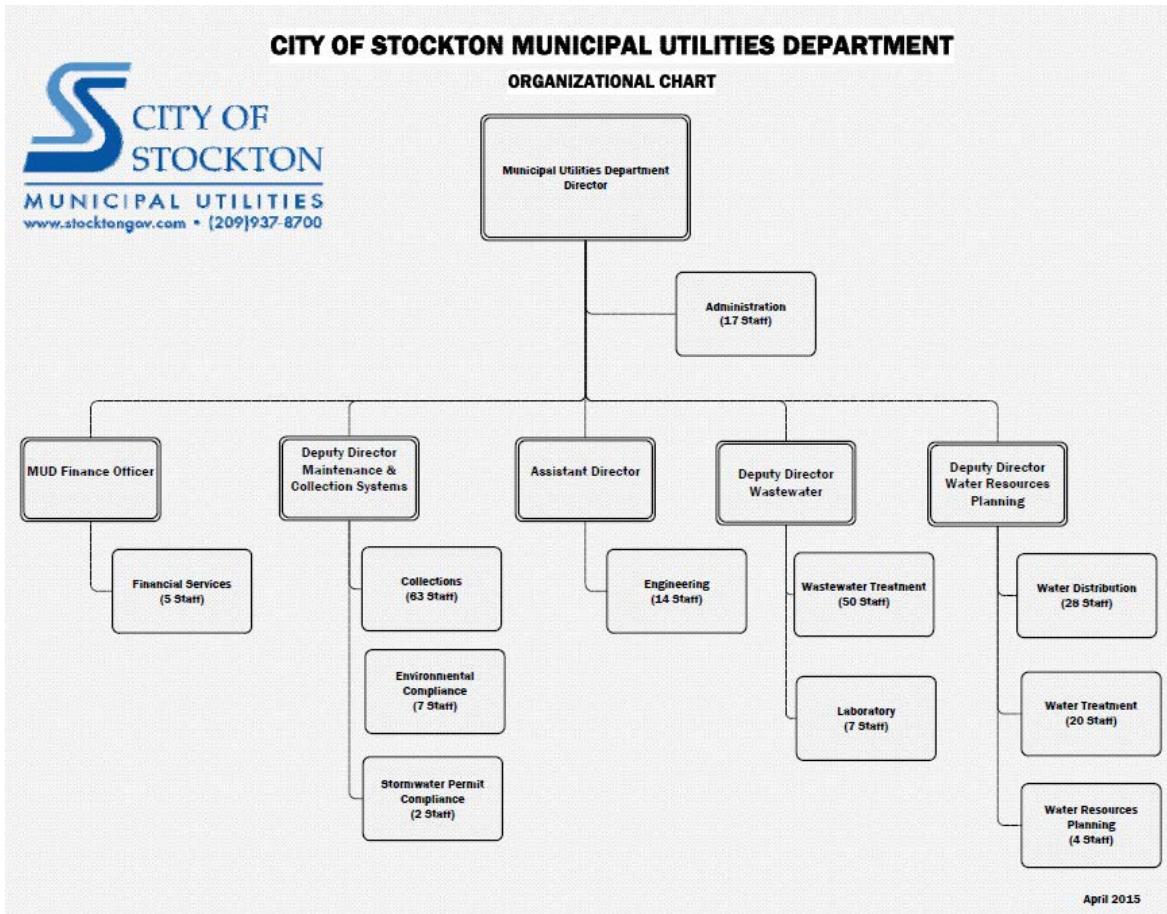 CITY OF STOCKTON MUNICIPAL UTILITIES DEPARTMENT
ORGANIZATIONAL CHART
CITY OF
STOCKTON
MUNICIPAL UTILITIES
www.stocktongov.com • (209)937-8700
Municipal Utilities Department
Director
Administration
(17 Staff)
MUD Finance Officer
Deputy Director
Maintenance &
Collection Systems
Assistant Director
Deputy Director
Wastewater
Deputy Director
Water Resources
Planning
Financial Services
(5 Staff)
Collections
(63 Staff)
Environmental
Compliance
(7 Staff)
Stormwater Permit
Compliance
(2 Staff)
Engineering
(14 Staff)
Wastewater Treatment
(50 Staff)
Laboratory
(7 Staff)
Water Distribution
(28 Staff)
Water Treatment
(20 Staff)
Water Resources
Planning
(4 Staff)
April 2015